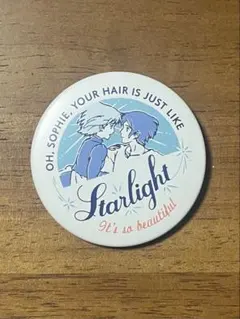 OH, SOPHIE, YOUR HAIR IS JUST LIKE
Starlight
It's so beautiful